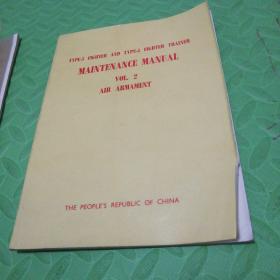 TYPE-5 FIGHTER AND TYPE-5 FIGHTER TRAINER
MAINTENANCE MANUAL
VOL. 2
AIR ARMAMENT
THE PEOPLE'S REPUBLIC OF CHINA